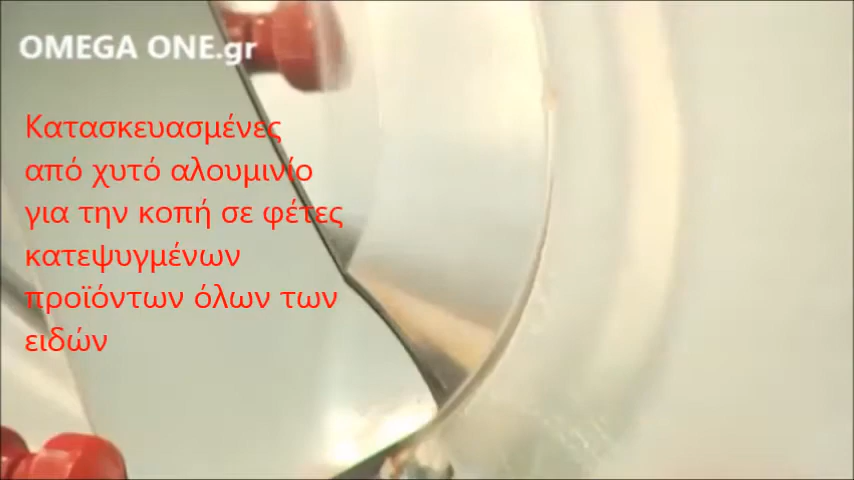 OMEGA ONE.gr
Κατασκευασμένες
από χυτό αλουμινίο
για την κοπή σε φέτες
κατεψυγμένων
προϊόντων όλων των
ειδών